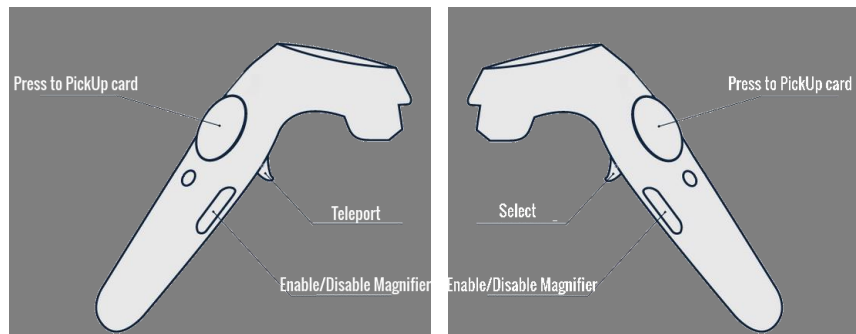 Press to PickUp card
Teleport
Enable/Disable Magnifier
Press to PickUp card
Select _
Enable/Disable Magnifier